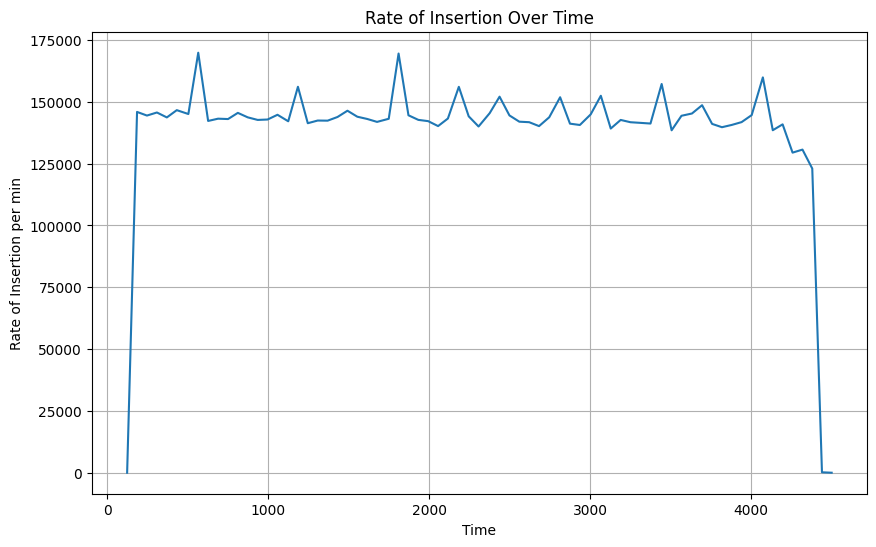 Rate of Insertion Over Time
175000
150000
125000
100000
75000
50000
25000
0
Rate of Insertion per min
0 1000 2000 3000 4000
Time